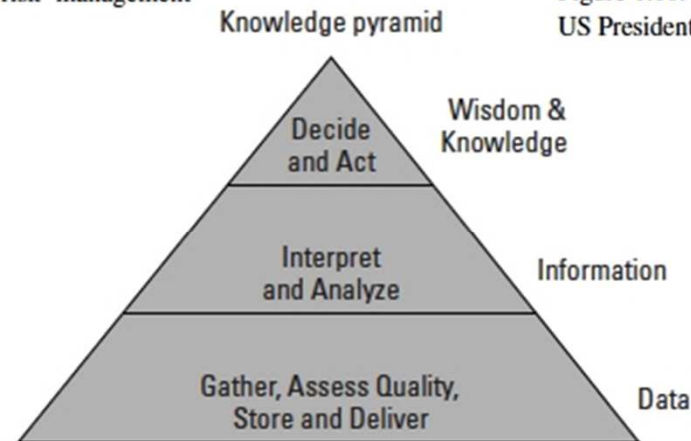 management
Knowledge pyramid
US President
Decide
and Act
Wisdom &
Knowledge
Interpret
and Analyze
Information
Gather, Assess Quality,
Store and Deliver
Data